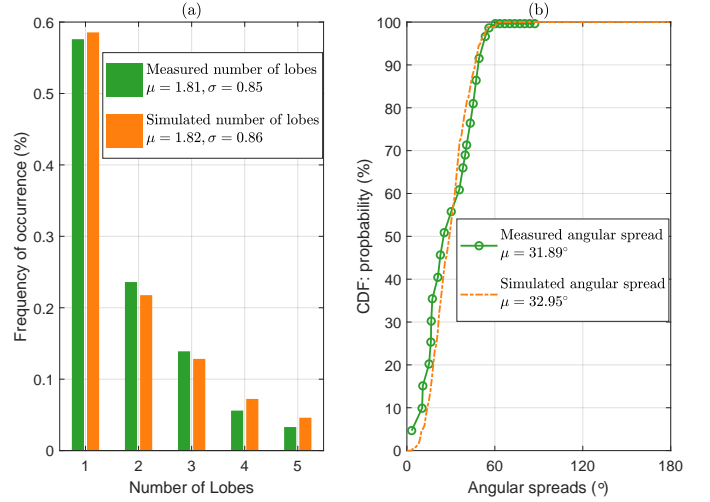 (a)
0.6
0.5
0.4
0.3
0.2
0.1
0
Frequency of occurrence (%)
Measured number of lobes
μ = 1.81, σ = 0.85
Simulated number of lobes
μ = 1.82, σ = 0.86
1 2 3 4 5
Number of Lobes
(b)
100
90
80
70
60
50
40
30
20
10
0
CDF: propbability (%)
Measured angular spread
μ = 31.89°
Simulated angular spread
μ = 32.95°
0 60 120 180
Angular spreads (°)